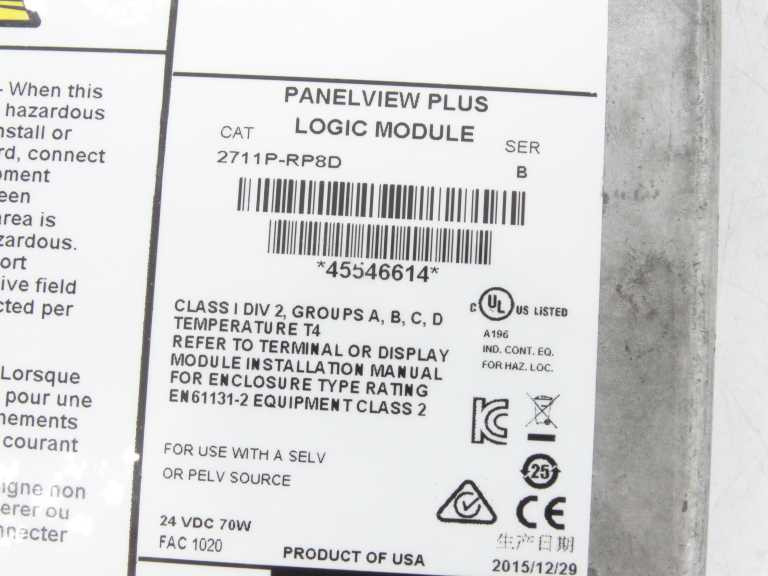 - When this
hazardous
nstall or
rd, connect
pment
een
area is
zardous.
ort
ive field
cted per
Lorsque
pour une
nements
courant
igne non
erer ou
nnecter
PANELVIEW PLUS
LOGIC MODULE
CAT
SER
2711P-RP8D
B
*45546614*
CLASS I DIV 2, GROUPS A, B, C, D
TEMPERATURE T4
REFER TO TERMINAL OR DISPLAY
MODULE INSTALLATION MANUAL
FOR ENCLOSURE TYPE RATING
EN61131-2 EQUIPMENT CLASS 2
C UL US LISTED
A196
IND. CONT. EQ.
FOR HAZ. LOC.
FOR USE WITH A SELV
OR PELV SOURCE
25
CE
24 VDC 70W
FAC 1020
PRODUCT OF USA
生产日期
2015/12/29